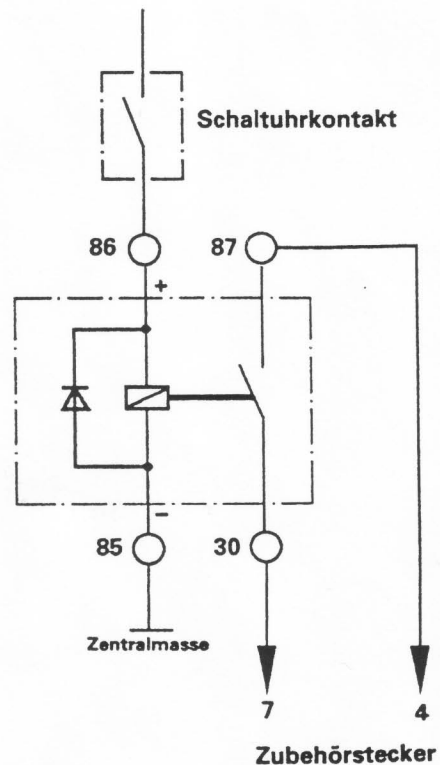 Schaltuhrkontakt
86 87
+
−
85 30
Zentralmasse
7 4
Zubehörstecker